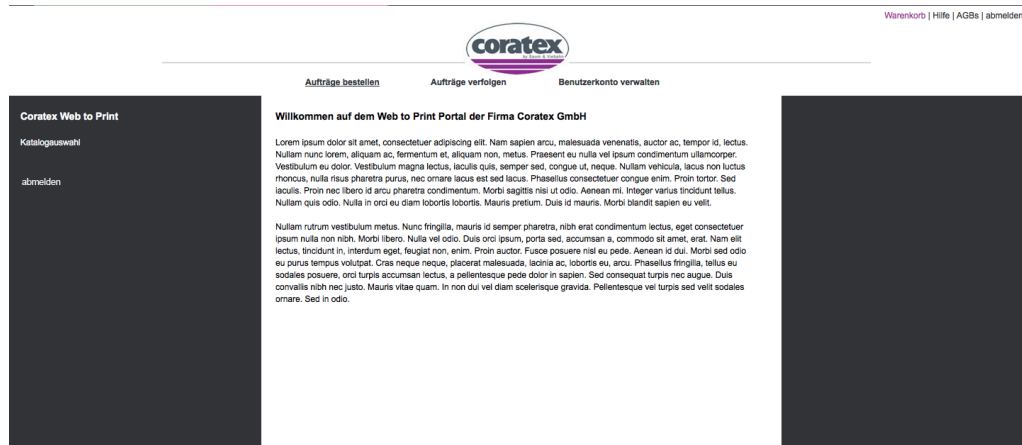 Warenkorb | Hilfe | AGBs | abmelden
coratex
Aufträge bestellen Aufträge verfolgen Benutzerkonto verwalten
Coratex Web to Print
Katalogauswahl
abmelden
Willkommen auf dem Web to Print Portal der Firma Coratex GmbH
Lorem ipsum dolor sit amet, consectetuer adipiscing elit. Nam sapien arcu, malesuada venenatis, auctor ac, tempor id, lectus.
Nullam nunc lorem, aliquam ac, fermentum et, aliquam non, metus. Praesent eu nulla vel ipsum condimentum ullamcorper.
Vestibulum eu dolor. Vestibulum magna lectus, iaculis quis, semper sed, congue ut, neque. Nullam vehicula, lacus non luctus
rhoncus, nulla risus pharetra purus, nec ornare lacus est sed lacus. Phasellus consectetuer congue enim. Proin tortor. Sed
iaculis. Proin nec libero id arcu pharetra condimentum. Morbi sagittis nisi ut odio. Aenean mi. Integer varius tincidunt tellus.
Nullam quis odio. Nulla in orci eu diam lobortis lobortis. Mauris pretium. Duis id mauris. Morbi blandit sapien eu velit.
Nullam rutrum vestibulum metus. Nunc fringilla, mauris id semper pharetra, nibh erat condimentum lectus, eget consectetuer
ipsum nulla non nibh. Morbi libero. Nulla vel odio. Duis orci ipsum, porta sed, accumsan a, commodo sit amet, erat. Nam elit
lectus, tincidunt in, interdum eget, feugiat non, enim. Proin auctor. Fusce posuere nisl eu pede. Aenean id dui. Morbi sed odio
eu purus tempus volutpat. Cras neque neque, placerat malesuada, lacinia ac, lobortis eu, arcu. Phasellus fringilla, tellus eu
sodales posuere, orci turpis accumsan lectus, a pellentesque pede dolor in sapien. Sed consequat turpis nec augue. Duis
convallis nibh nec justo. Mauris vitae quam. In non dui vel diam scelerisque gravida. Pellentesque vel turpis sed velit sodales
ornare. Sed in odio.